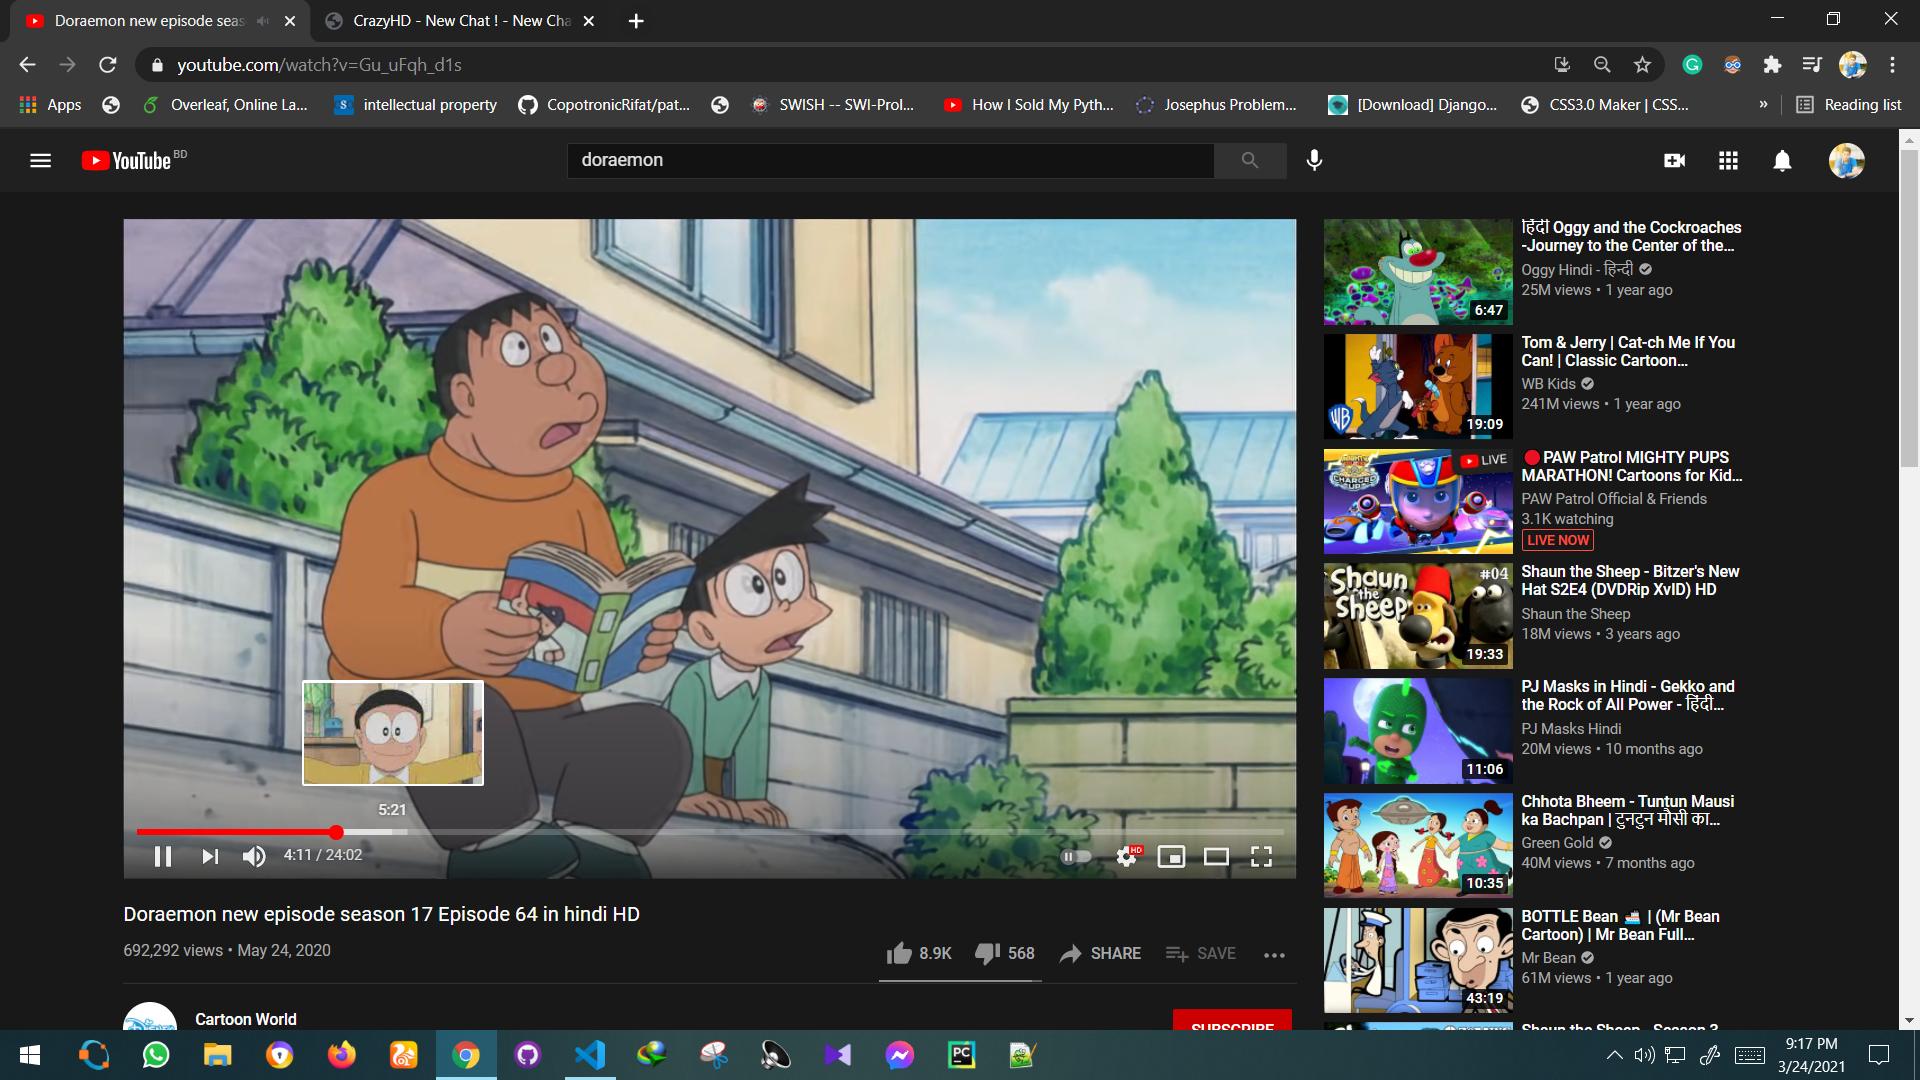 Doraemon new episode seas
CrazyHD - New Chat ! - New Cha
youtube.com/watch?v=Gu_uFqh_d1s
Apps
Overleaf, Online La...
intellectual property
CopotronicRifat/pat...
SWISH -- SWI-Prol...
How I Sold My Pyth...
Josephus Problem...
[Download] Django...
CSS3.0 Maker | CSS...
»
Reading list
YouTube BD
doraemon
हिंदी Oggy and the Cockroaches
-Journey to the Center of the...
Oggy Hindi - हिन्दी
25M views • 1 year ago
6:47
Tom & Jerry | Cat-ch Me If You
Can! | Classic Cartoon...
WB Kids
241M views • 1 year ago
WB
19:09
LIVE
CHARGED UP
PAW Patrol MIGHTY PUPS
MARATHON! Cartoons for Kid...
PAW Patrol Official & Friends
3.1K watching
LIVE NOW
Shaun the Sheep
#04
19:33
Shaun the Sheep - Bitzer's New
Hat S2E4 (DVDRip XvID) HD
Shaun the Sheep
18M views • 3 years ago
PJ Masks in Hindi - Gekko and
the Rock of All Power - हिंदी...
PJ Masks Hindi
20M views • 10 months ago
11:06
Chhota Bheem - Tuntun Mausi
ka Bachpan | टुनटुन मौसी का...
Green Gold
40M views • 7 months ago
10:35
BOTTLE Bean 🚢 | (Mr Bean
Cartoon) | Mr Bean Full...
Mr Bean
61M views • 1 year ago
43:19
Shaun the Sheep - Season 3
5:21
4:11 / 24:02
HD
Doraemon new episode season 17 Episode 64 in hindi HD
692,292 views • May 24, 2020
8.9K
568
SHARE
SAVE
Cartoon World
SUBSCRIBE
PC
9:17 PM
3/24/2021